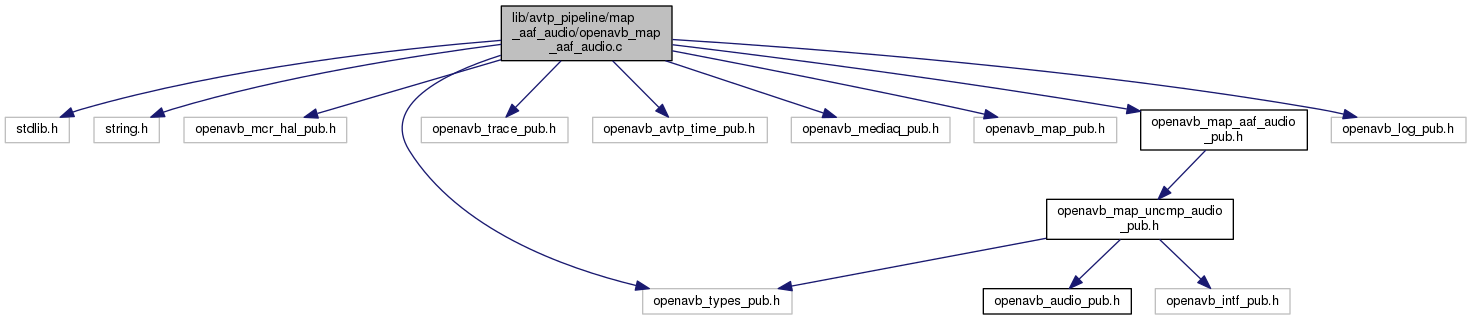 lib/avtp_pipeline/map
_aaf_audio/openavb_map
_aaf_audio.c
stdlib.h
string.h
openavb_mcr_hal_pub.h
openavb_trace_pub.h
openavb_avtp_time_pub.h
openavb_mediaq_pub.h
openavb_map_pub.h
openavb_map_aaf_audio
_pub.h
openavb_log_pub.h
openavb_map_uncmp_audio
_pub.h
openavb_types_pub.h
openavb_audio_pub.h
openavb_intf_pub.h